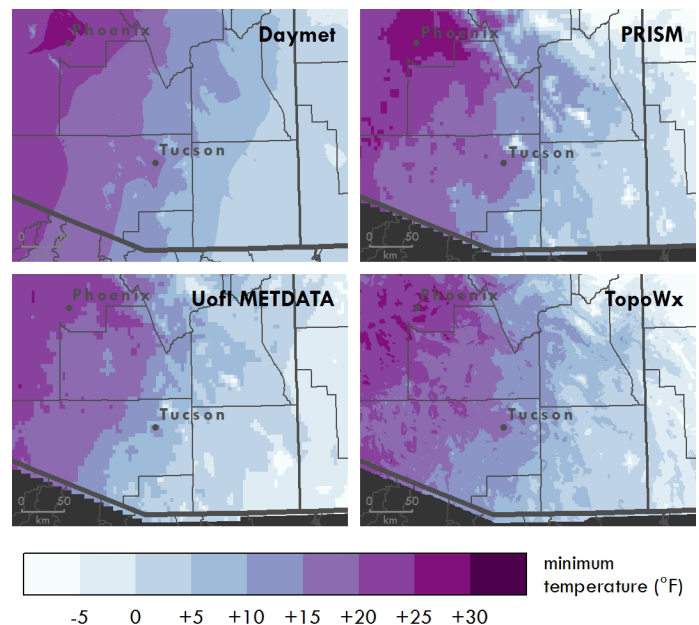 Phoenix
Daymet
Tucson
0 50
km
Phoenix
PRISM
Tucson
0 50
km
Phoenix
UofI METDATA
Tucson
0 50
km
Phoenix
TopoWx
Tucson
0 50
km
minimum
temperature (°F)
-5 0 +5 +10 +15 +20 +25 +30